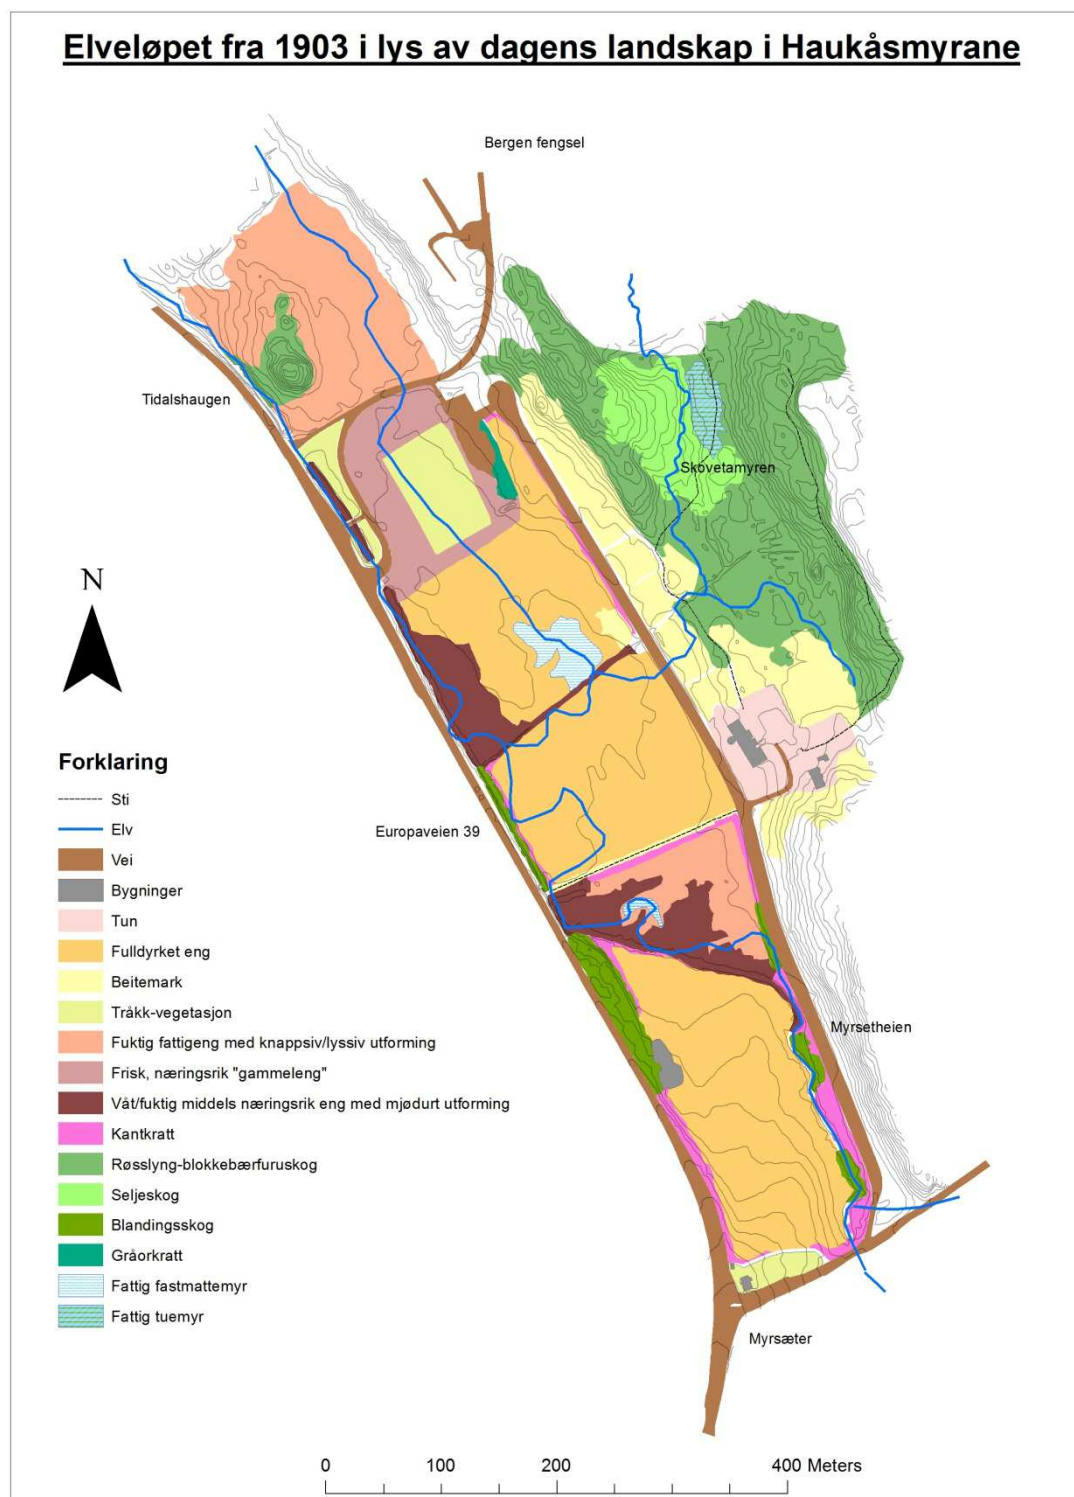 Elveløpet fra 1903 i lys av dagens landskap i Haukåsmyrane
Bergen fengsel
Tidalshaugen
Skovetamyren
N
Europaveien 39
Myrsetheien
Myrsæter
Forklaring
Sti
Elv
Vei
Bygninger
Tun
Fulldyrket eng
Beitemark
Tråkk-vegetasjon
Fuktig fattigeng med knappsiv/lyssiv utforming
Frisk, næringsrik "gammeleng"
Våt/fuktig middels næringsrik eng med mjødurt utforming
Kantkratt
Røsslyng-blokkebærfuruskog
Seljeskog
Blandingsskog
Gråorkratt
Fattig fastmattemyr
Fattig tuemyr
0 100 200 400 Meters